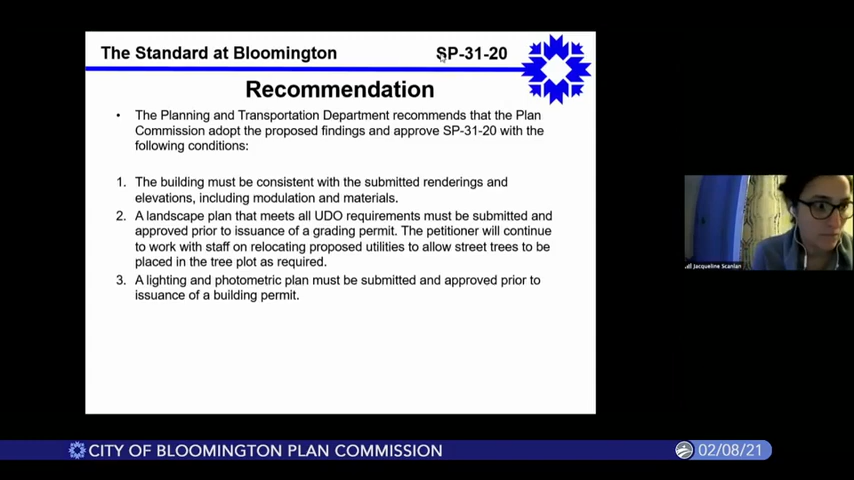 The Standard at Bloomington
SP-31-20
Recommendation
• The Planning and Transportation Department recommends that the Plan
Commission adopt the proposed findings and approve SP-31-20 with the
following conditions:
1. The building must be consistent with the submitted renderings and
elevations, including modulation and materials.
2. A landscape plan that meets all UDO requirements must be submitted and
approved prior to issuance of a grading permit. The petitioner will continue
to work with staff on relocating proposed utilities to allow street trees to be
placed in the tree plot as required.
3. A lighting and photometric plan must be submitted and approved prior to
issuance of a building permit.
Jacqueline Scanlan
CITY OF BLOOMINGTON PLAN COMMISSION
02/08/21